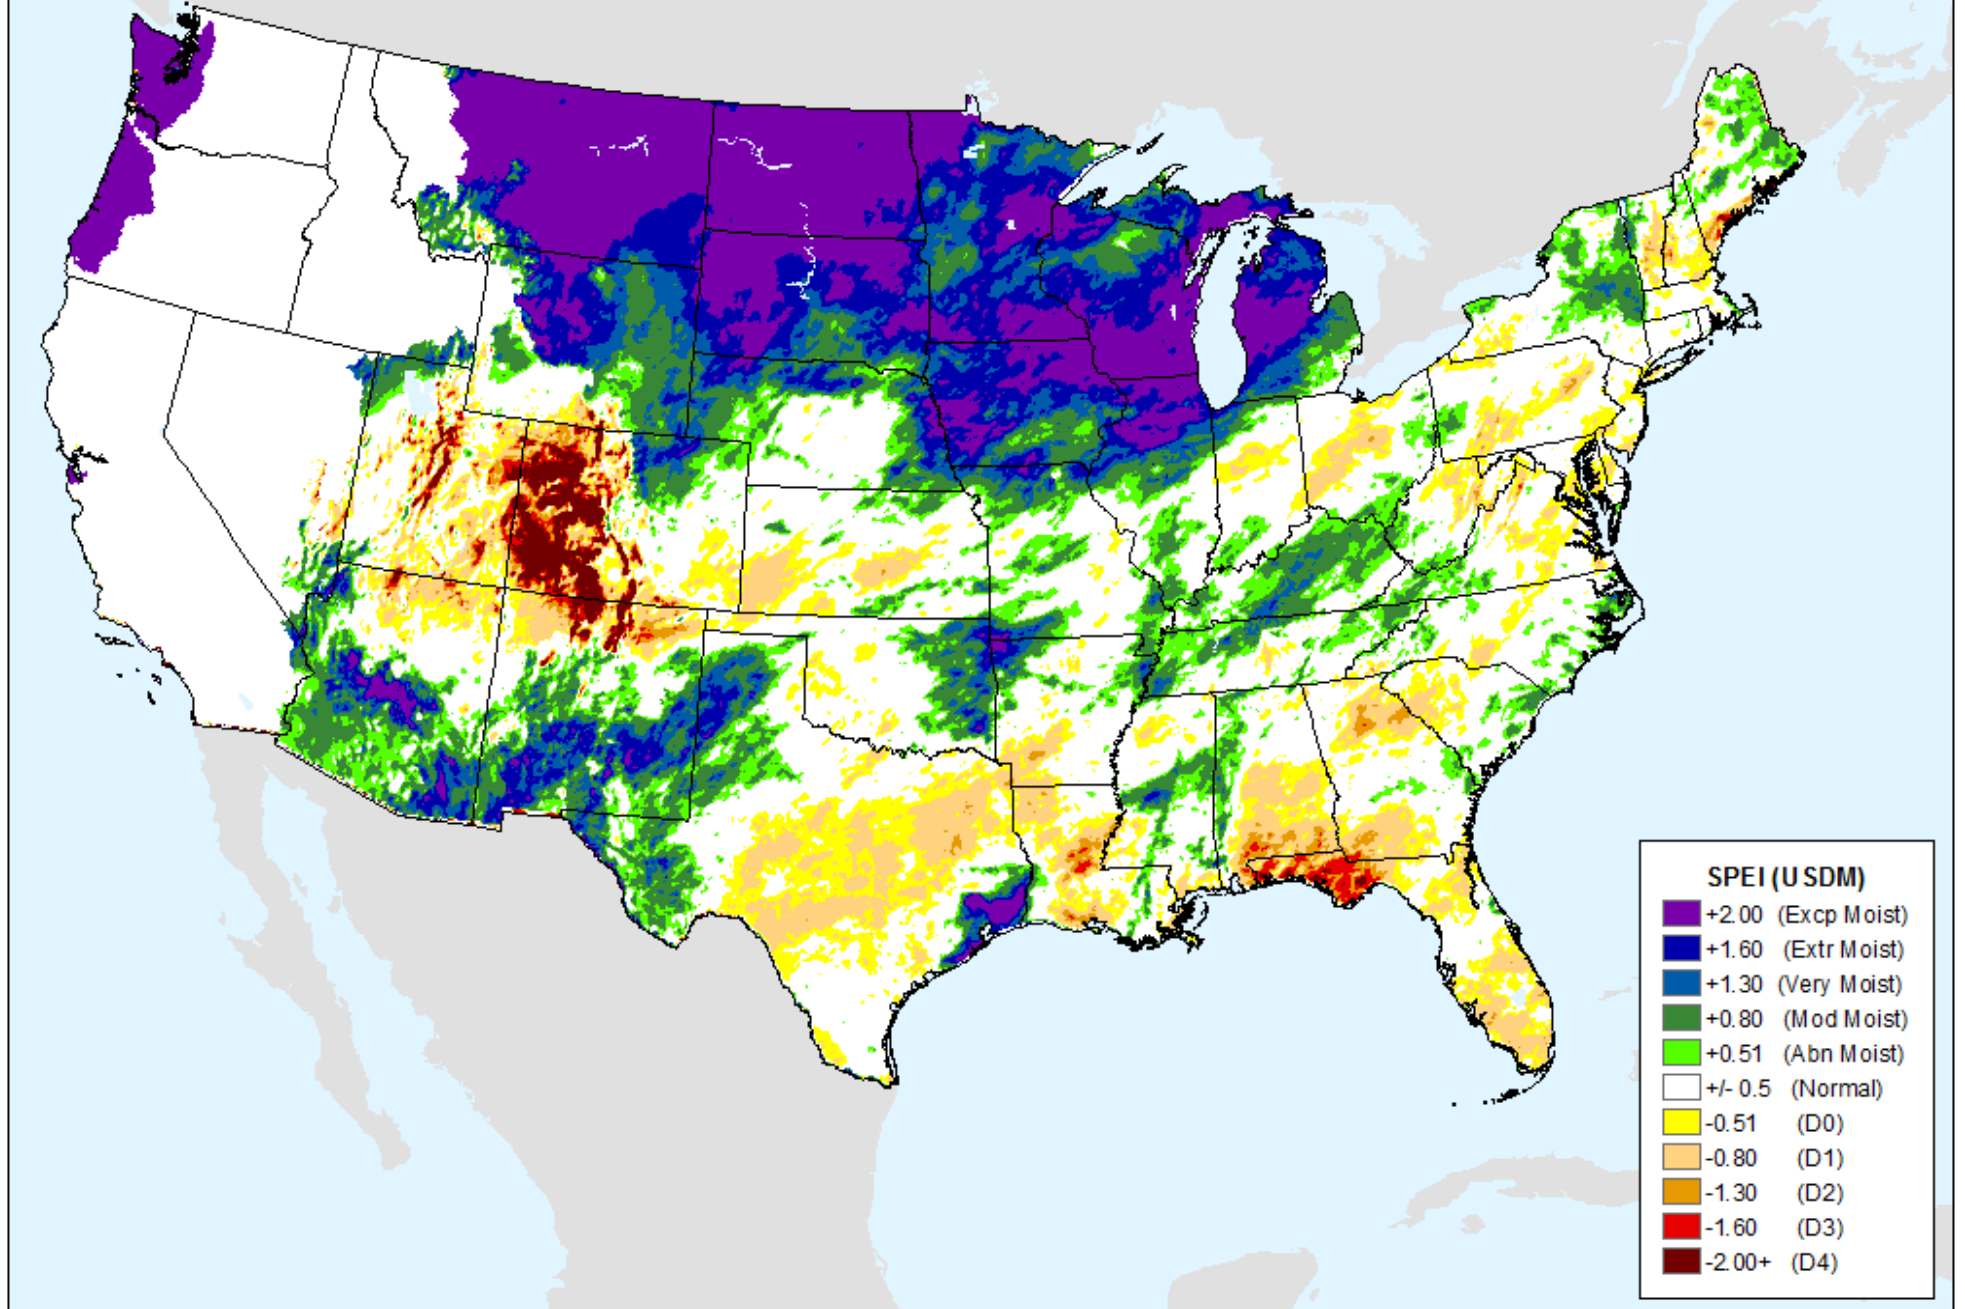 SPEI (USDM)
+2.00 (Excp Moist)
+1.60 (Extr Moist)
+1.30 (Very Moist)
+0.80 (Mod Moist)
+0.51 (Abn Moist)
+/- 0.5 (Normal)
-0.51 (D0)
-0.80 (D1)
-1.30 (D2)
-1.60 (D3)
-2.00+ (D4)